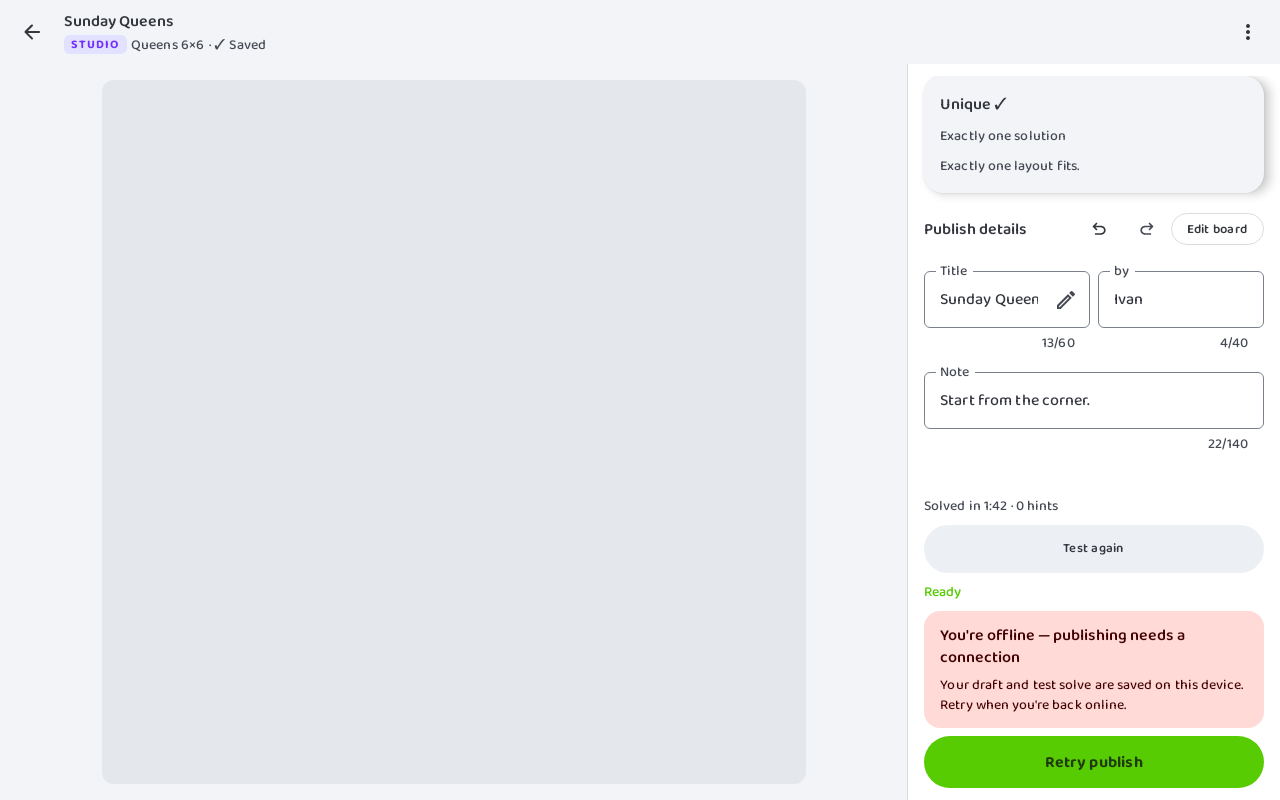 Sunday Queens
STUDIO Queens 6×6 · ✓ Saved
Unique ✓
Exactly one solution
Exactly one layout fits.
Publish details
Edit board
Title
Sunday Queen
13/60
by
Ivan
4/40
Note
Start from the corner.
22/140
Solved in 1:42 · 0 hints
Test again
Ready
You're offline — publishing needs a
connection
Your draft and test solve are saved on this device.
Retry when you're back online.
Retry publish